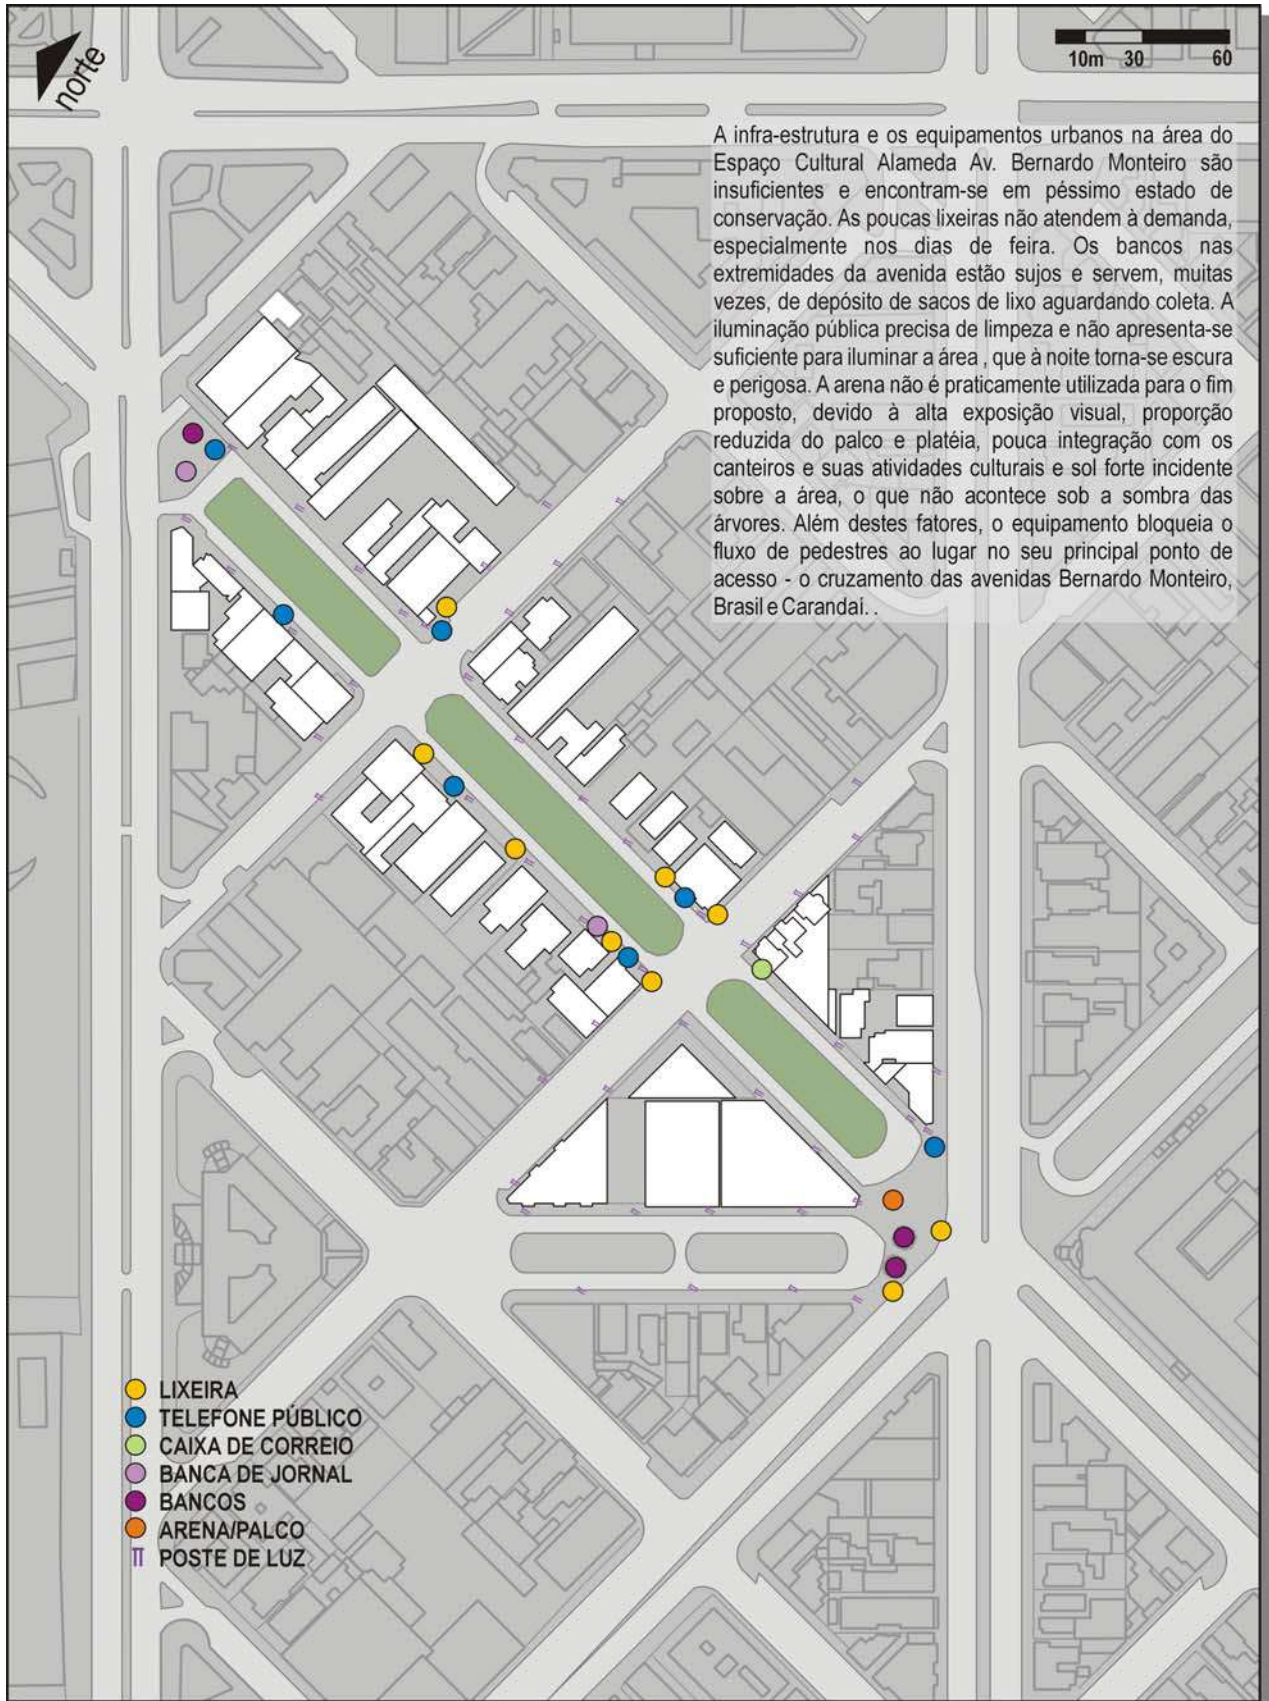 norte
10m 30 60
A infra-estrutura e os equipamentos urbanos na área do
Espaço Cultural Alameda Av. Bernardo Monteiro são
insuficientes e encontram-se em péssimo estado de
conservação. As poucas lixeiras não atendem à demanda,
especialmente nos dias de feira. Os bancos nas
extremidades da avenida estão sujos e servem, muitas
vezes, de depósito de sacos de lixo aguardando coleta. A
iluminação pública precisa de limpeza e não apresenta-se
suficiente para iluminar a área , que à noite torna-se escura
e perigosa. A arena não é praticamente utilizada para o fim
proposto, devido à alta exposição visual, proporção
reduzida do palco e platéia, pouca integração com os
canteiros e suas atividades culturais e sol forte incidente
sobre a área, o que não acontece sob a sombra das
árvores. Além destes fatores, o equipamento bloqueia o
fluxo de pedestres ao lugar no seu principal ponto de
acesso - o cruzamento das avenidas Bernardo Monteiro,
Brasil e Carandaí. .
LIXEIRA
TELEFONE PÚBLICO
CAIXA DE CORREIO
BANCA DE JORNAL
BANCOS
ARENA/PALCO
POSTE DE LUZ